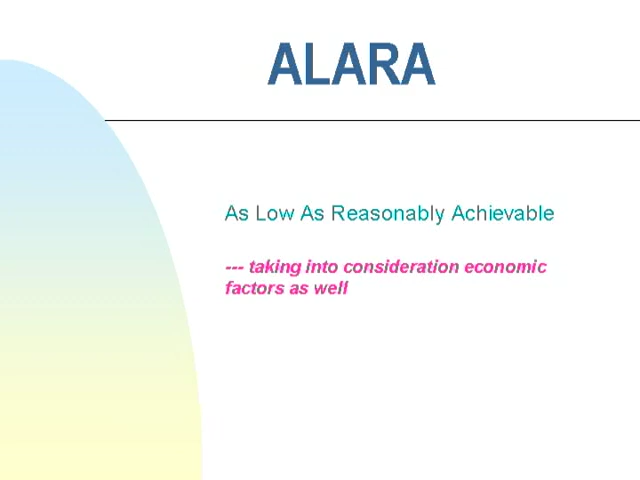 ALARA
As Low As Reasonably Achievable
--- taking into consideration economic
factors as well